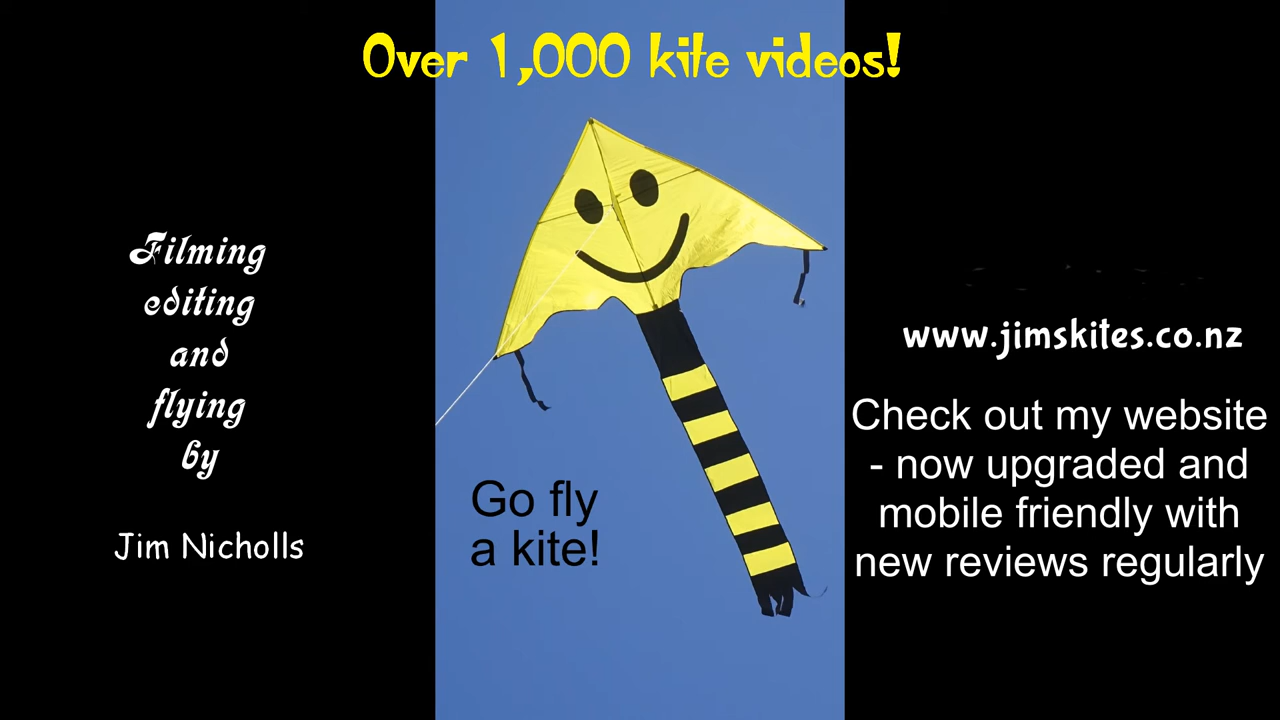 Over 1,000 kite videos!
Filming
editing
and
flying
by
Jim Nicholls
Go fly
a kite!
www.jimskites.co.nz
Check out my website
- now upgraded and
mobile friendly with
new reviews regularly